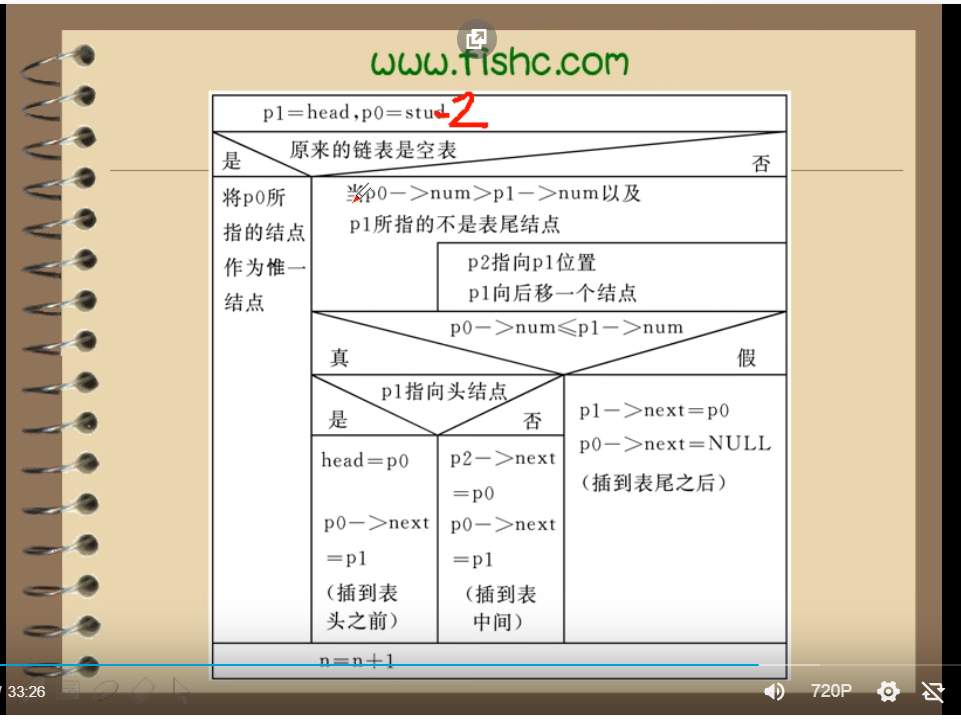 www.fishc.com
p1=head,p0=stud-2
原来的链表是空表
是
否
将p0所
指的结点
作为惟一
结点
当p0->num>p1->num以及
p1所指的不是表尾结点
p2指向p1位置
p1向后移一个结点
p0->num≤p1->num
真
假
p1指向头结点
是
否
head=p0
p0->next
=p1
(插到表
头之前)
p2->next
=p0
p0->next
=p1
(插到表
中间)
p1->next=p0
p0->next=NULL
(插到表尾之后)
n=n+1
/ 33:26
720P